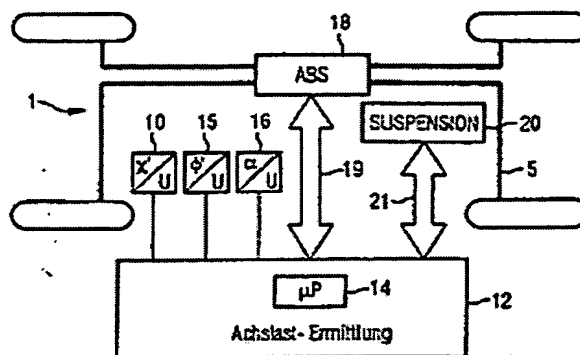 18
ABS
1
10
15
16
SUSPENSION
20
χ'
U
ϕ'
U
α
U
19
5
21
μP
14
12
Achslast-Ermittlung